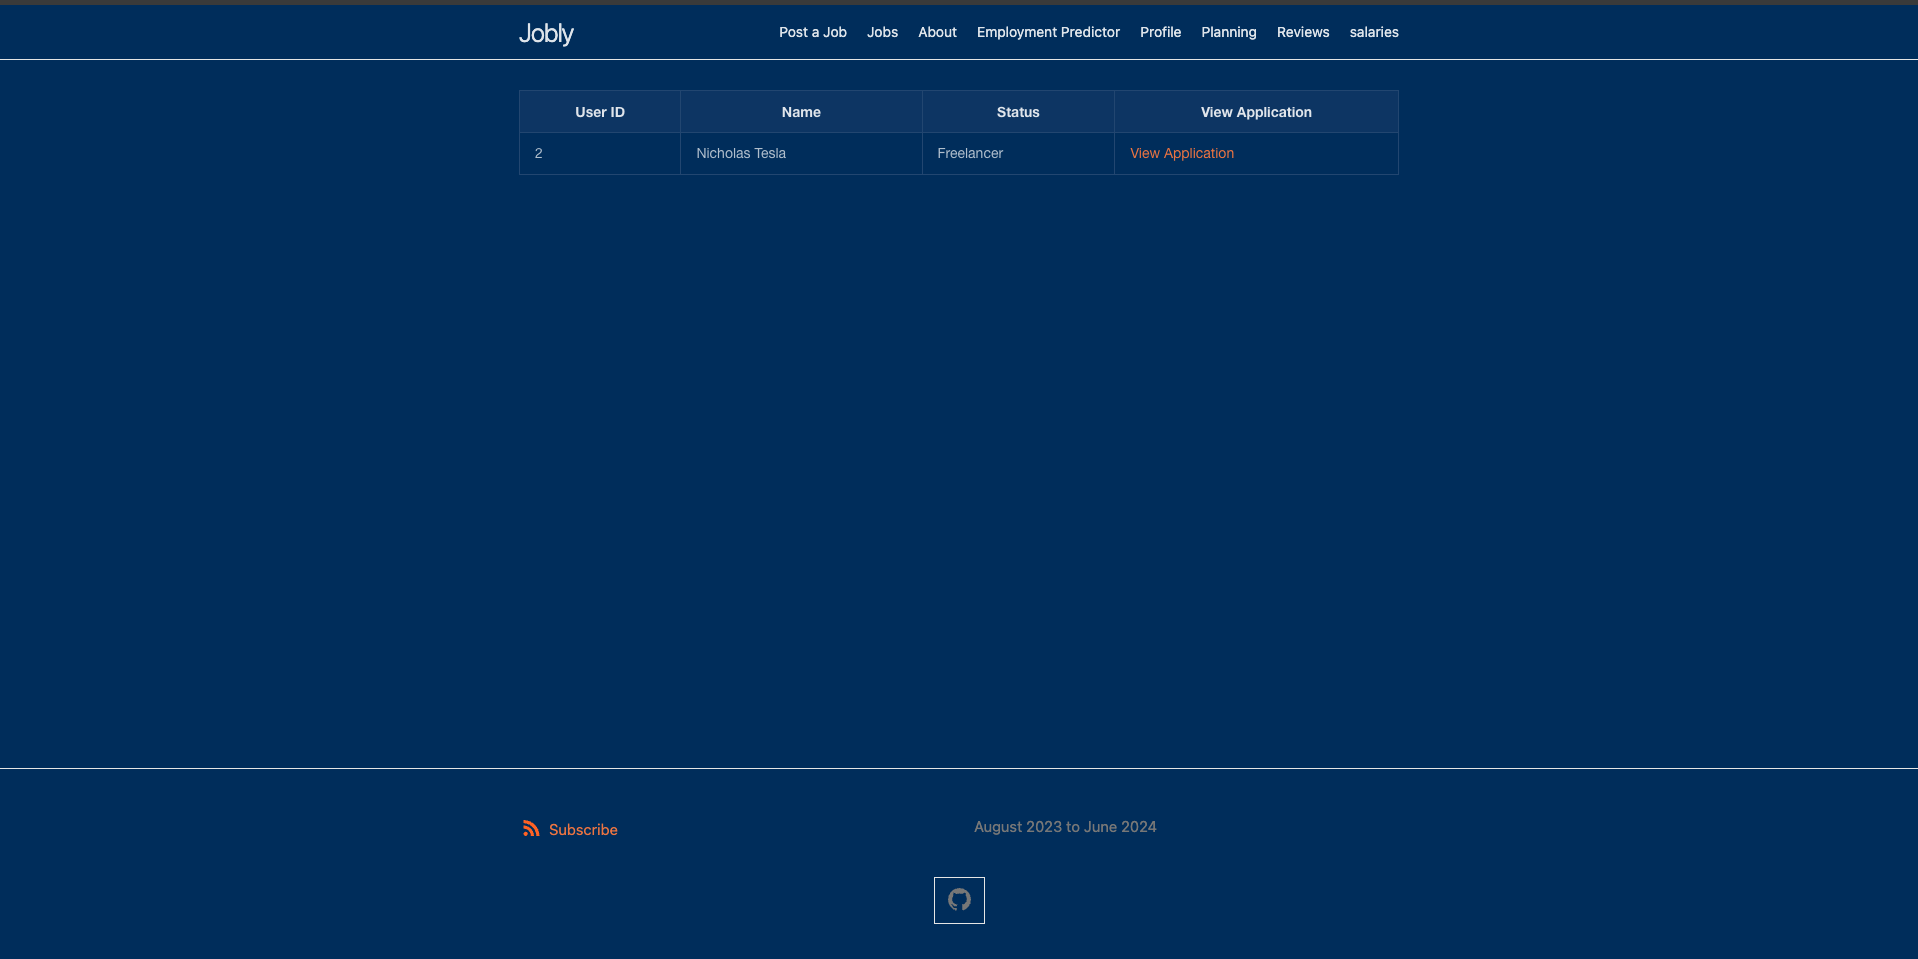 Jobly Post a Job Jobs About Employment Predictor Profile Planning Reviews salaries
User ID Name Status View Application
2 Nicholas Tesla Freelancer View Application
Subscribe August 2023 to June 2024